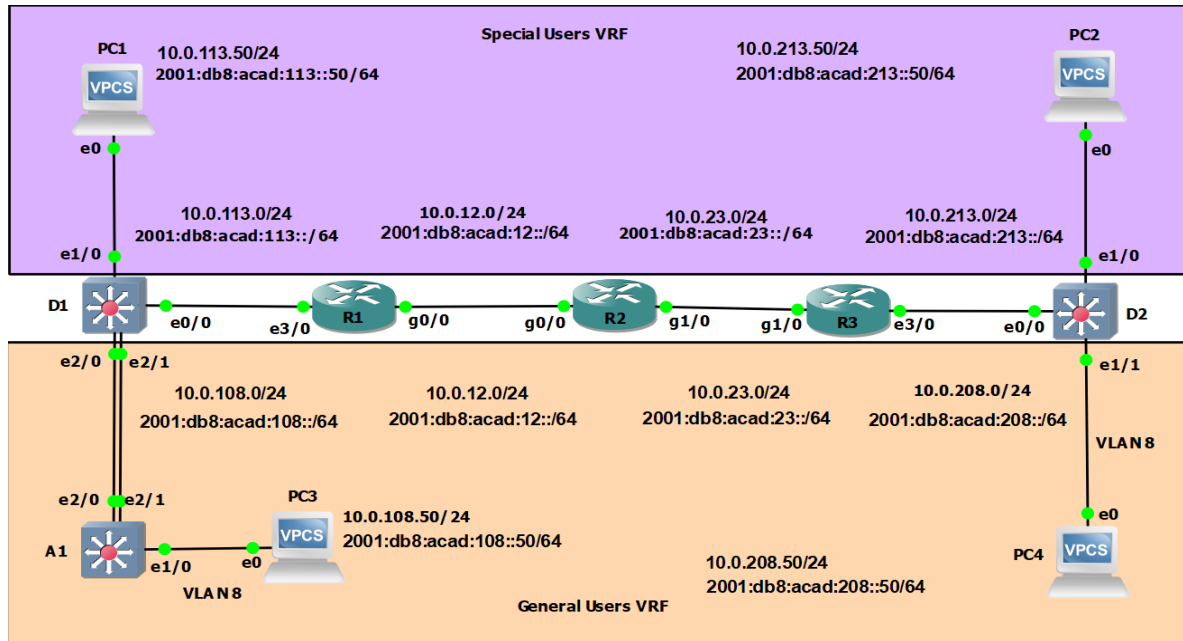 Special Users VRF
PC1
10.0.113.50/24
2001:db8:acad:113::50/64
VPCS
e0
PC2
10.0.213.50/24
2001:db8:acad:213::50/64
VPCS
e0
10.0.113.0/24
2001:db8:acad:113::/64
10.0.12.0/24
2001:db8:acad:12::/64
10.0.23.0/24
2001:db8:acad:23::/64
10.0.213.0/24
2001:db8:acad:213::/64
e1/0
e1/0
D1
e0/0
e3/0
R1
g0/0
g0/0
R2
g1/0
g1/0
R3
e3/0
e0/0
D2
e2/0
e2/1
e1/1
10.0.108.0/24
2001:db8:acad:108::/64
10.0.12.0/24
2001:db8:acad:12::/64
10.0.23.0/24
2001:db8:acad:23::/64
10.0.208.0/24
2001:db8:acad:208::/64
VLAN 8
e2/0
e2/1
A1
e1/0
VLAN 8
e0
PC3
VPCS
10.0.108.50/24
2001:db8:acad:108::50/64
10.0.208.50/24
2001:db8:acad:208::50/64
e0
PC4
VPCS
General Users VRF